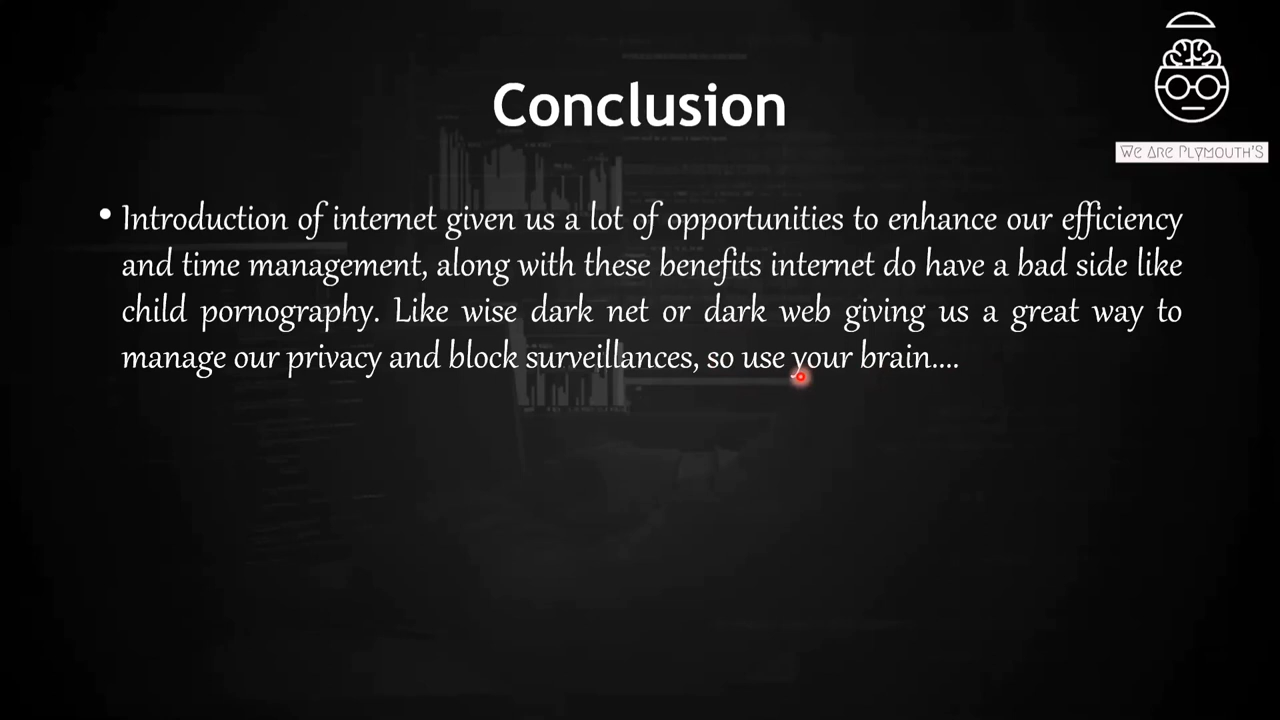 We Are Plymouth's
Conclusion
• Introduction of internet given us a lot of opportunities to enhance our efficiency
and time management, along with these benefits internet do have a bad side like
child pornography. Like wise dark net or dark web giving us a great way to
manage our privacy and block surveillances, so use your brain....